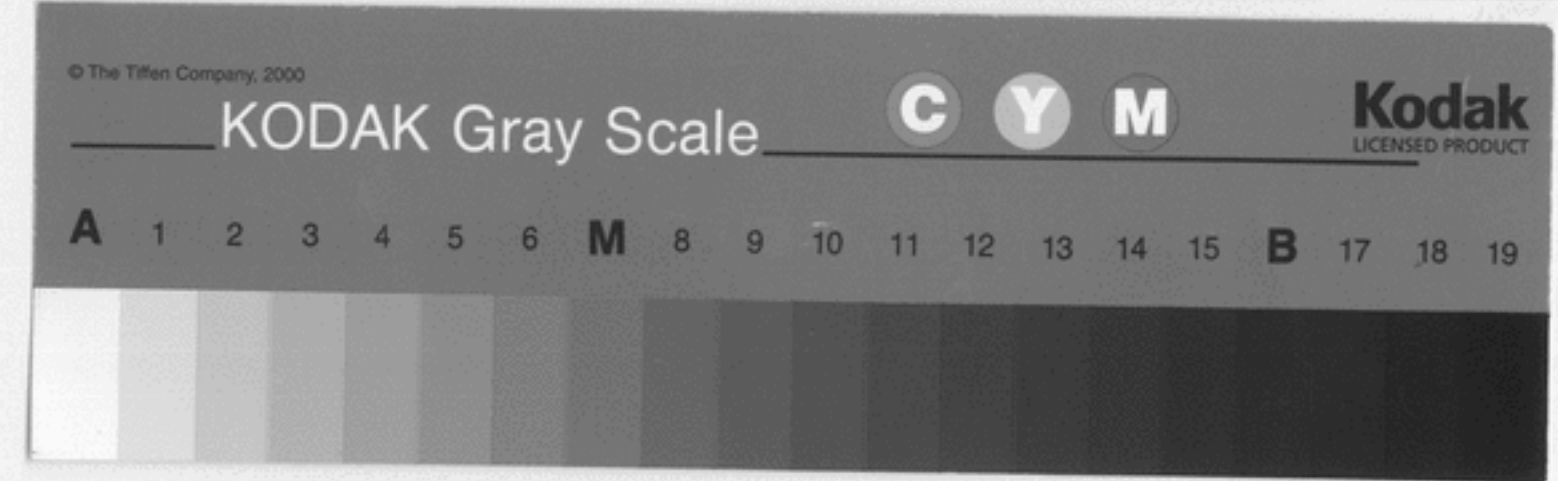 © The Tiffen Company, 2000
KODAK Gray Scale
C Y M
Kodak
LICENSED PRODUCT
A 1 2 3 4 5 6 M 8 9 10 11 12 13 14 15 B 17 18 19